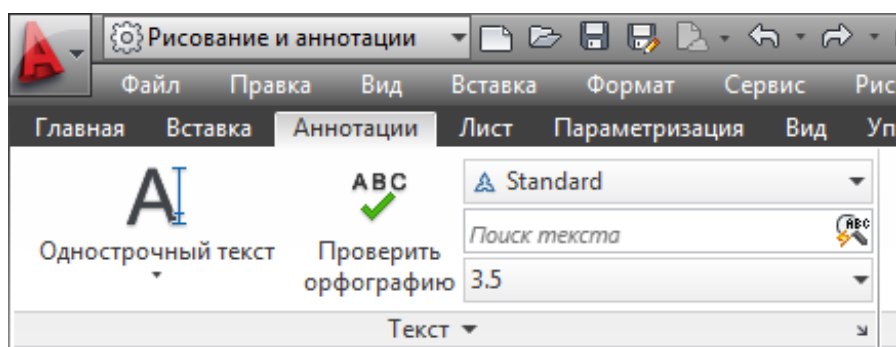 Рисование и аннотации
Файл Правка Вид Вставка Формат Сервис Рис
Главная Вставка Аннотации Лист Параметризация Вид Уп
ABC
Standard
Поиск текста
ABC
Однострочный текст
Проверить
орфографию
3.5
Текст